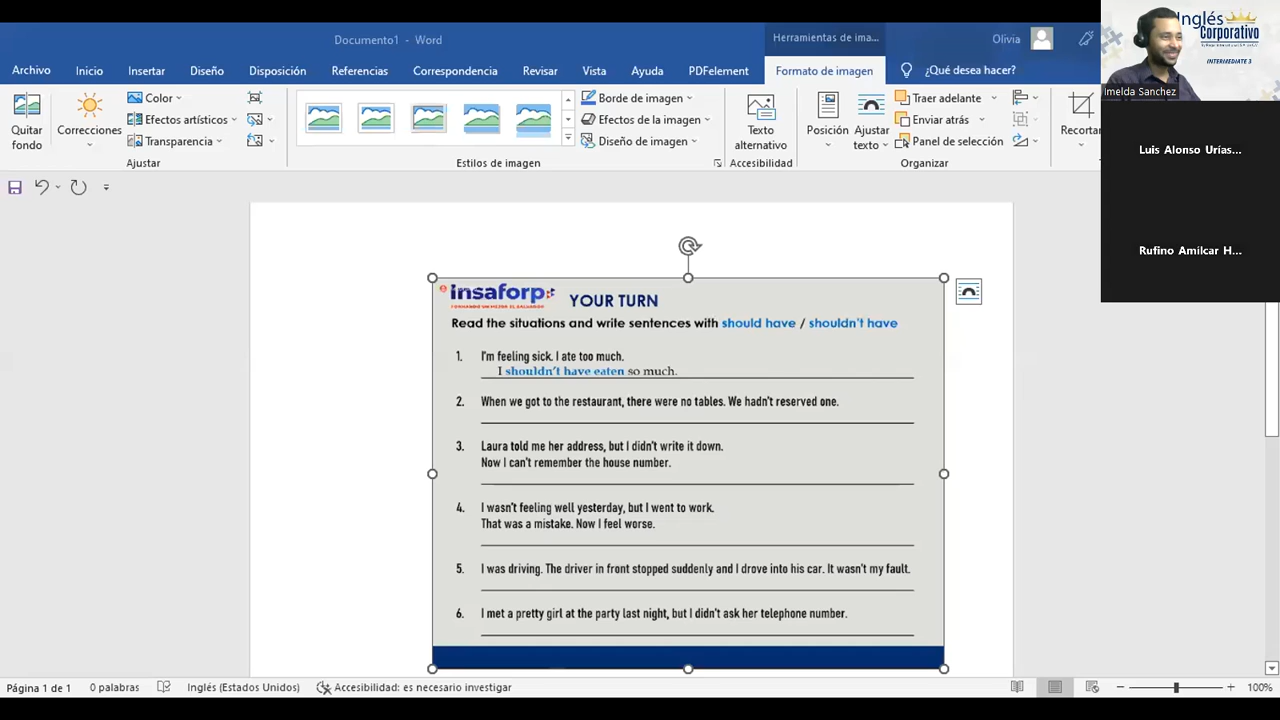 Documento1 - Word
Herramientas de ima...
Olivia
Inglés
Corporativo
INTERMEDIATE 3
Imelda Sanchez
Archivo Inicio Insertar Diseño Disposición Referencias Correspondencia Revisar Vista Ayuda PDFelement Formato de imagen ¿Qué desea hacer?
Quitar fondo
Correcciones
Color
Efectos artísticos
Transparencia
Ajustar
Estilos de imagen
Borde de imagen
Efectos de la imagen
Diseño de imagen
Texto alternativo
Accesibilidad
Posición
Ajustar texto
Traer adelante
Enviar atrás
Panel de selección
Organizar
Recortar
Luis Alonso Urías...
Rufino Amílcar H...
insaforp
YOUR TURN
Read the situations and write sentences with should have / shouldn't have
1. I'm feeling sick. I ate too much.
I shouldn't have eaten so much.
2. When we got to the restaurant, there were no tables. We hadn't reserved one.
3. Laura told me her address, but I didn't write it down.
Now I can't remember the house number.
4. I wasn't feeling well yesterday, but I went to work.
That was a mistake. Now I feel worse.
5. I was driving. The driver in front stopped suddenly and I drove into his car. It wasn't my fault.
6. I met a pretty girl at the party last night, but I didn't ask her telephone number.
Página 1 de 1 0 palabras Inglés (Estados Unidos) Accesibilidad: es necesario investigar 100%